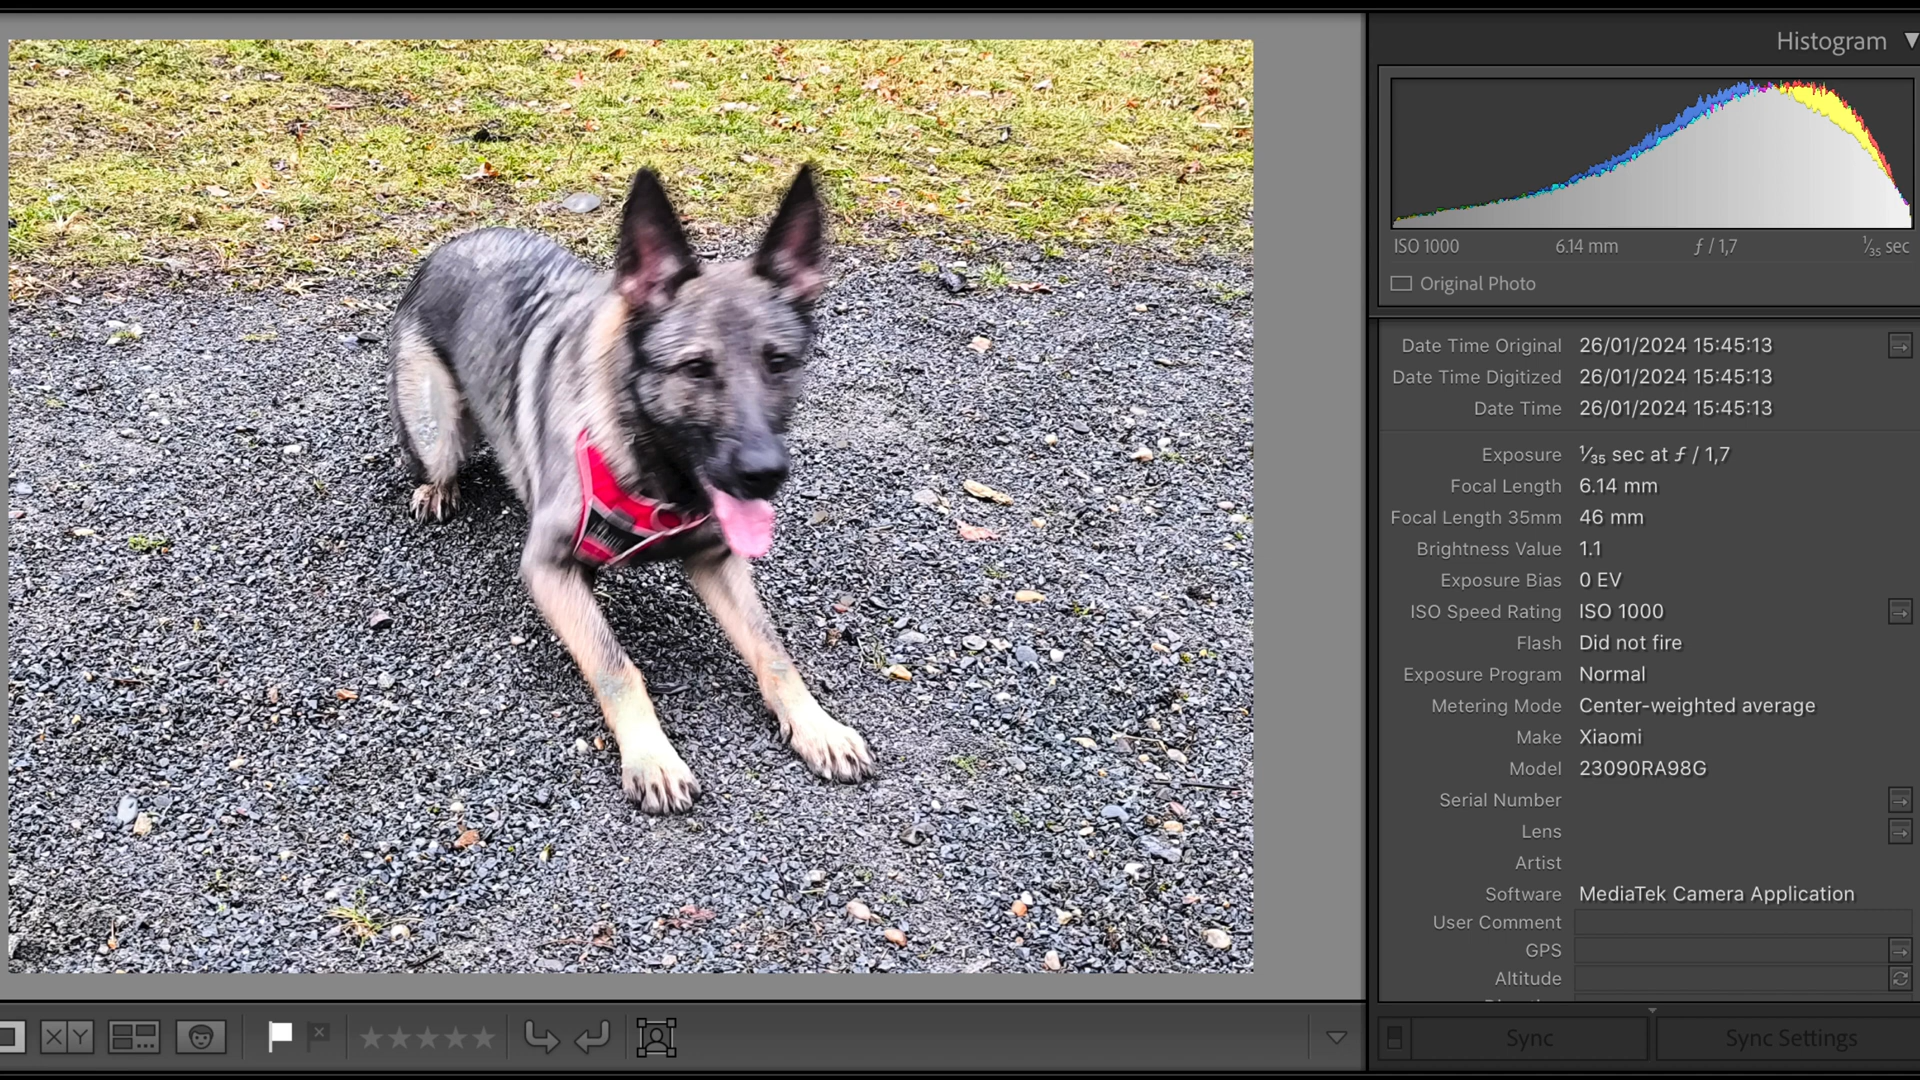 Histogram
ISO 1000 6.14 mm ƒ / 1,7 1/35 sec
Original Photo
Date Time Original 26/01/2024 15:45:13
Date Time Digitized 26/01/2024 15:45:13
Date Time 26/01/2024 15:45:13
Exposure 1/35 sec at ƒ / 1,7
Focal Length 6.14 mm
Focal Length 35mm 46 mm
Brightness Value 1.1
Exposure Bias 0 EV
ISO Speed Rating ISO 1000
Flash Did not fire
Exposure Program Normal
Metering Mode Center-weighted average
Make Xiaomi
Model 23090RA98G
Serial Number
Lens
Artist
Software MediaTek Camera Application
User Comment
GPS
Altitude
X Y
Sync Sync Settings